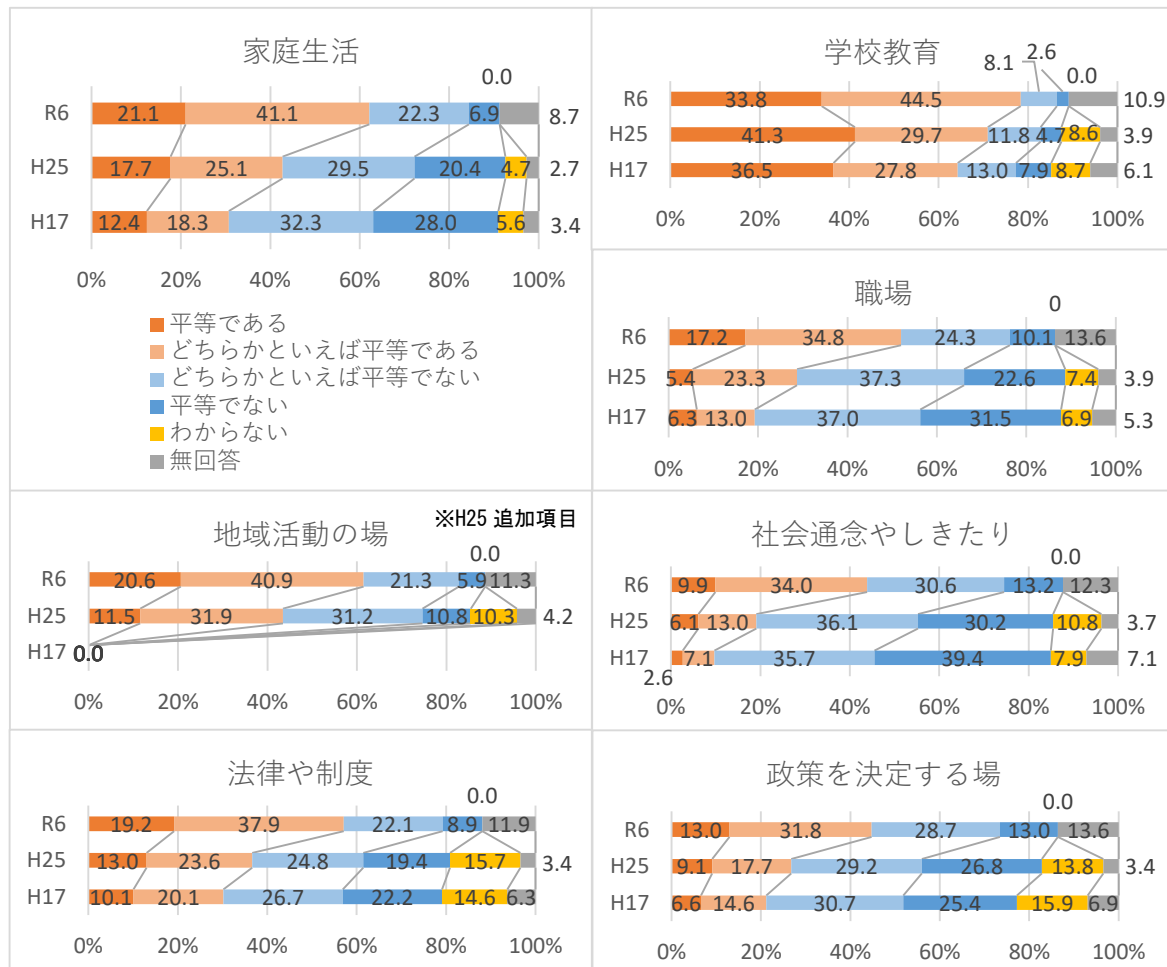 家庭生活
0.0
R6 21.1 41.1 22.3 6.9 8.7
H25 17.7 25.1 29.5 20.4 4.7 2.7
H17 12.4 18.3 32.3 28.0 5.6 3.4
0% 20% 40% 60% 80% 100%
平等である
どちらかといえば平等である
どちらかといえば平等でない
平等でない
わからない
無回答
学校教育
8.1 2.6 0.0
R6 33.8 44.5 10.9
H25 41.3 29.7 11.8 4.7 8.6 3.9
H17 36.5 27.8 13.0 7.9 8.7 6.1
0% 20% 40% 60% 80% 100%
職場
0
R6 17.2 34.8 24.3 10.1 13.6
H25 5.4 23.3 37.3 22.6 7.4 3.9
H17 6.3 13.0 37.0 31.5 6.9 5.3
0% 20% 40% 60% 80% 100%
地域活動の場
※H25 追加項目
0.0
R6 20.6 40.9 21.3 5.9 11.3
H25 11.5 31.9 31.2 10.8 10.3 4.2
H17 0.0
0% 20% 40% 60% 80% 100%
社会通念やしきたり
0.0
R6 9.9 34.0 30.6 13.2 12.3
H25 6.1 13.0 36.1 30.2 10.8 3.7
H17 7.1 35.7 39.4 7.9 7.1
2.6
0% 20% 40% 60% 80% 100%
法律や制度
0.0
R6 19.2 37.9 22.1 8.9 11.9
H25 13.0 23.6 24.8 19.4 15.7 3.4
H17 10.1 20.1 26.7 22.2 14.6 6.3
0% 20% 40% 60% 80% 100%
政策を決定する場
0.0
R6 13.0 31.8 28.7 13.0 13.6
H25 9.1 17.7 29.2 26.8 13.8 3.4
H17 6.6 14.6 30.7 25.4 15.9 6.9
0% 20% 40% 60% 80% 100%